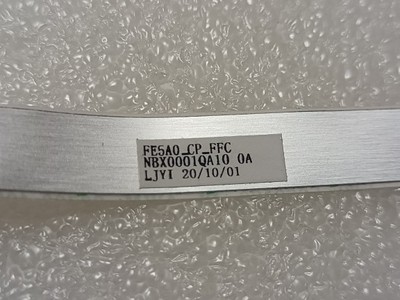 FE5A0_CP_FFC
NBX0001QA10 0A
LJYI 20/10/01